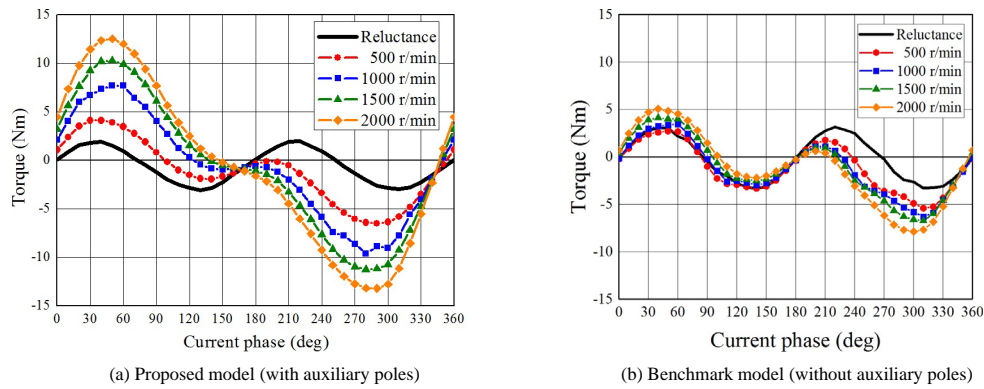 15
10
5
0
-5
-10
-15
Torque (Nm)
0 30 60 90 120 150 180 210 240 270 300 330 360
Current phase (deg)
Reluctance
500 r/min
1000 r/min
1500 r/min
2000 r/min
(a) Proposed model (with auxiliary poles)
15
10
5
0
-5
-10
-15
Torque (Nm)
0 30 60 90 120 150 180 210 240 270 300 330 360
Current phase (deg)
Reluctance
500 r/min
1000 r/min
1500 r/min
2000 r/min
(b) Benchmark model (without auxiliary poles)